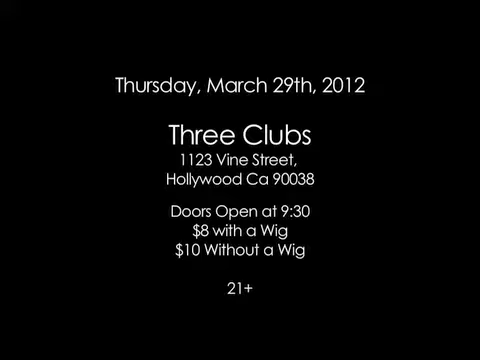 Thursday, March 29th, 2012
Three Clubs
1123 Vine Street,
Hollywood Ca 90038
Doors Open at 9:30
$8 with a Wig
$10 Without a Wig
21+